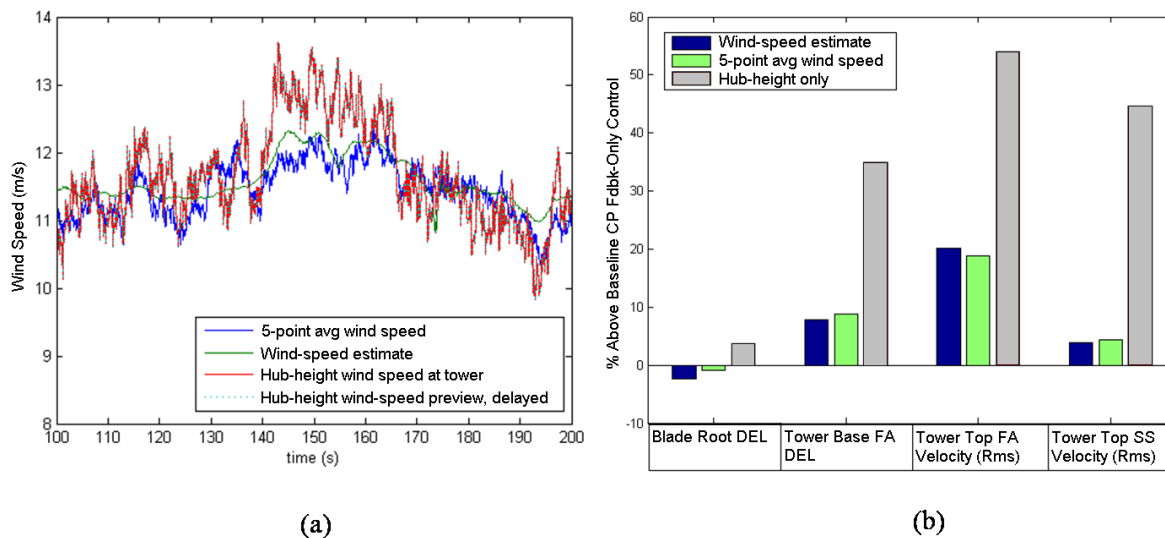 14
13
12
11
10
9
8
Wind Speed (m/s)
5-point avg wind speed
Wind-speed estimate
Hub-height wind speed at tower
Hub-height wind-speed preview, delayed
100 110 120 130 140 150 160 170 180 190 200
time (s)
(a)
60
50
40
30
20
10
0
-10
% Above Baseline CP Fdbk-Only Control
Wind-speed estimate
5-point avg wind speed
Hub-height only
Blade Root DEL
Tower Base FA
DEL
Tower Top FA
Velocity (Rms)
Tower Top SS
Velocity (Rms)
(b)